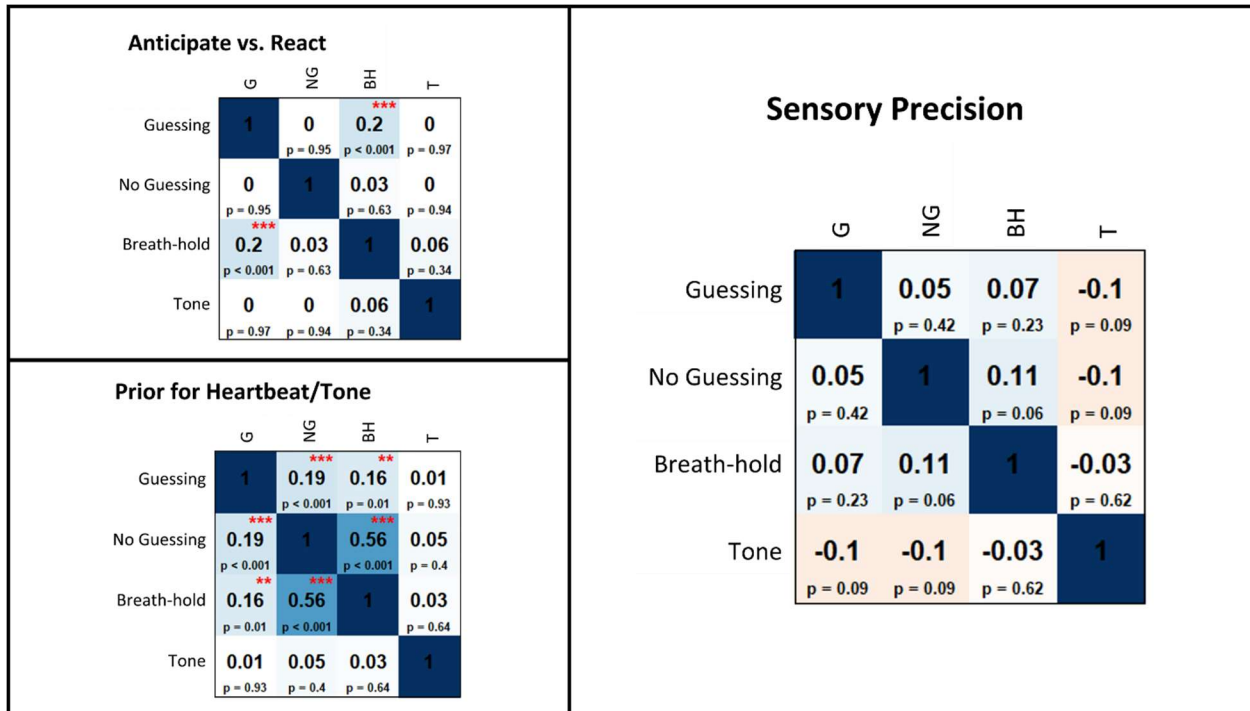 Anticipate vs. React
G NG BH T
Guessing 1 0 0.2 *** 0
p = 0.95 p < 0.001 p = 0.97
No Guessing 0 1 0.03 0
p = 0.95 p = 0.63 p = 0.94
***
Breath-hold 0.2 0.03 1 0.06
p < 0.001 p = 0.63 p = 0.34
Tone 0 0 0.06 1
p = 0.97 p = 0.94 p = 0.34
Prior for Heartbeat/Tone
G NG BH T
*** **
Guessing 1 0.19 0.16 0.01
p < 0.001 p = 0.01 p = 0.93
*** ***
No Guessing 0.19 1 0.56 0.05
p < 0.001 p < 0.001 p = 0.4
** ***
Breath-hold 0.16 0.56 1 0.03
p = 0.01 p < 0.001 p = 0.64
Tone 0.01 0.05 0.03 1
p = 0.93 p = 0.4 p = 0.64
Sensory Precision
G NG BH T
Guessing 1 0.05 0.07 -0.1
p = 0.42 p = 0.23 p = 0.09
No Guessing 0.05 1 0.11 -0.1
p = 0.42 p = 0.06 p = 0.09
Breath-hold 0.07 0.11 1 -0.03
p = 0.23 p = 0.06 p = 0.62
Tone -0.1 -0.1 -0.03 1
p = 0.09 p = 0.09 p = 0.62